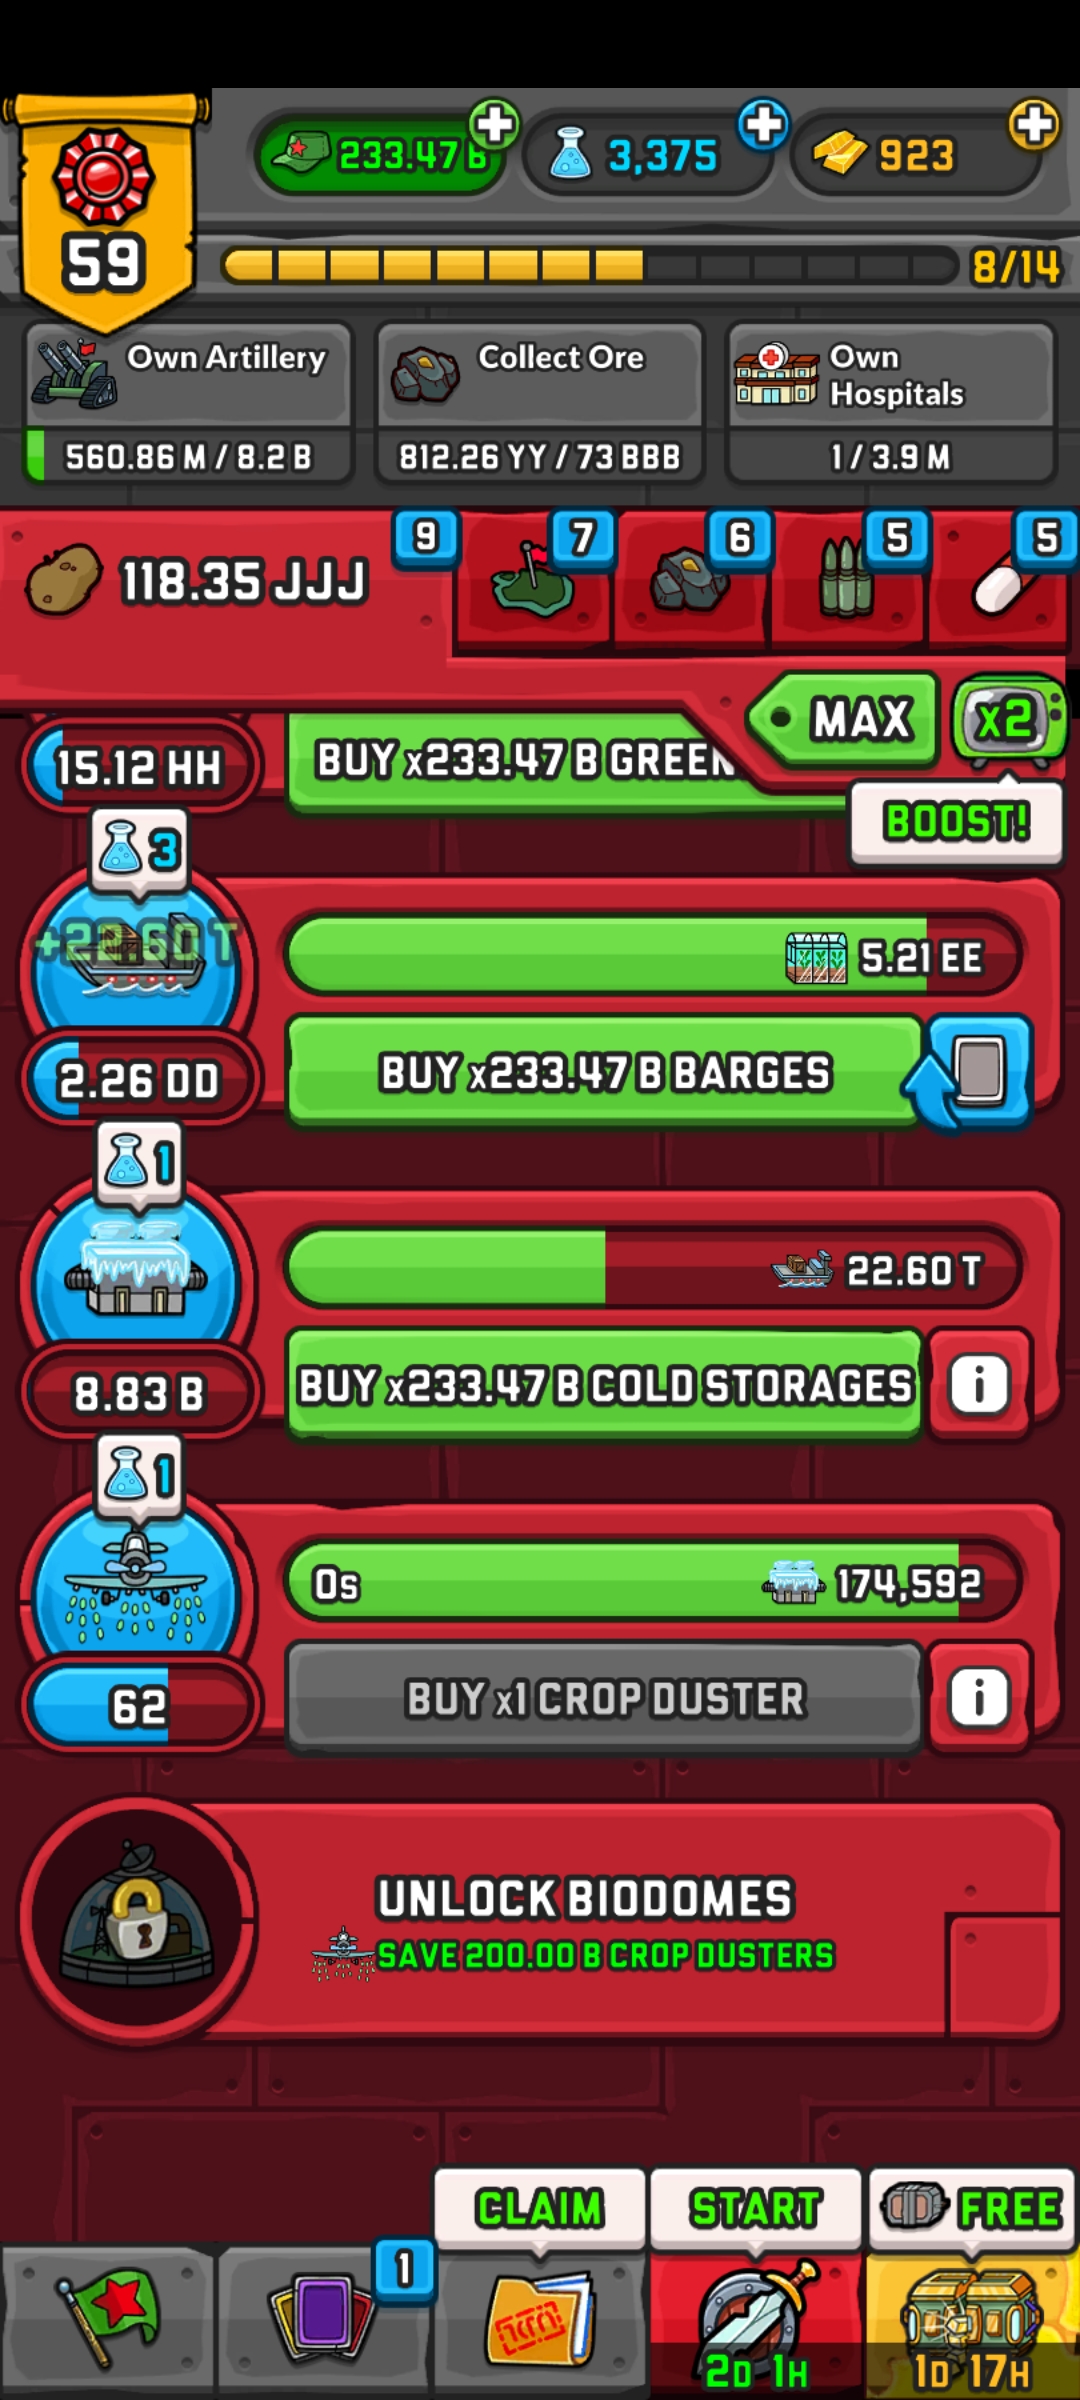 233.47 B
3,375
923
59
8/14
Own Artillery
Collect Ore
Own
Hospitals
560.86 M / 8.2 B
812.26 YY / 73 BBB
1 / 3.9 M
118.35 JJJ
9
7
6
5
5
MAX
x2
15.12 HH
BUY x233.47 B GREEN
BOOST!
3
+22.60 T
5.21 EE
2.26 DD
BUY x233.47 B BARGES
1
22.60 T
8.83 B
BUY x233.47 B COLD STORAGES
i
1
0s
174,592
62
BUY x1 CROP DUSTER
i
UNLOCK BIODOMES
SAVE 200.00 B CROP DUSTERS
CLAIM
START
FREE
1
2D 1H
1D 17H